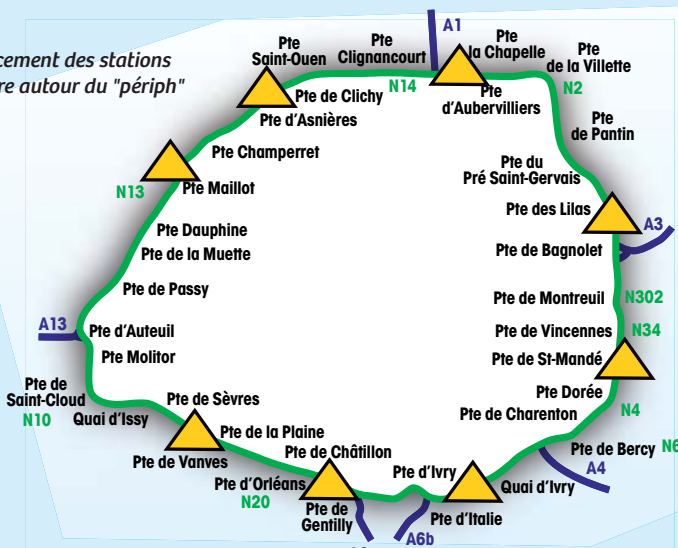 cement des stations
re autour du "périph"
A1
Pte
Saint-Ouen
Pte
Clignancourt
Pte
la Chapelle
Pte
de la Villette
N14
N2
Pte de Clichy
Pte
d'Aubervilliers
Pte d'Asnières
Pte
de Pantin
Pte Champerret
Pte du
Pré Saint-Gervais
N13
Pte Maillot
Pte des Lilas
A3
Pte Dauphine
Pte de Bagnolet
Pte de la Muette
Pte de Passy
Pte de Montreuil
N302
A13
Pte d'Auteuil
Pte de Vincennes
N34
Pte Molitor
Pte de St-Mandé
Pte de
Saint-Cloud
N10
Quai d'Issy
Pte de Sèvres
Pte Dorée
N4
Pte de Charenton
Pte de la Plaine
Pte de Vanves
Pte de Châtillon
Pte de Bercy
N6
A4
Pte d'Orléans
N20
Pte d'Ivry
Quai d'Ivry
Pte de
Gentilly
Pte d'Italie
A6b